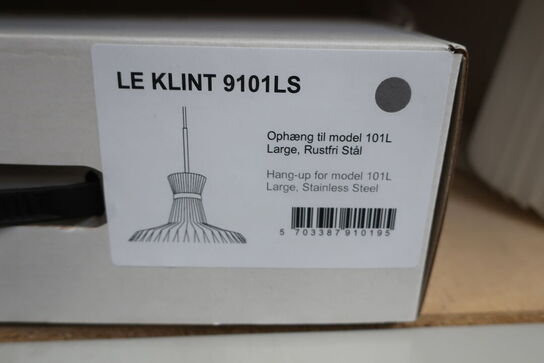 LE KLINT 9101LS
Ophæng til model 101L
Large, Rustfri Stål
Hang-up for model 101L
Large, Stainless Steel
5 703387 910195